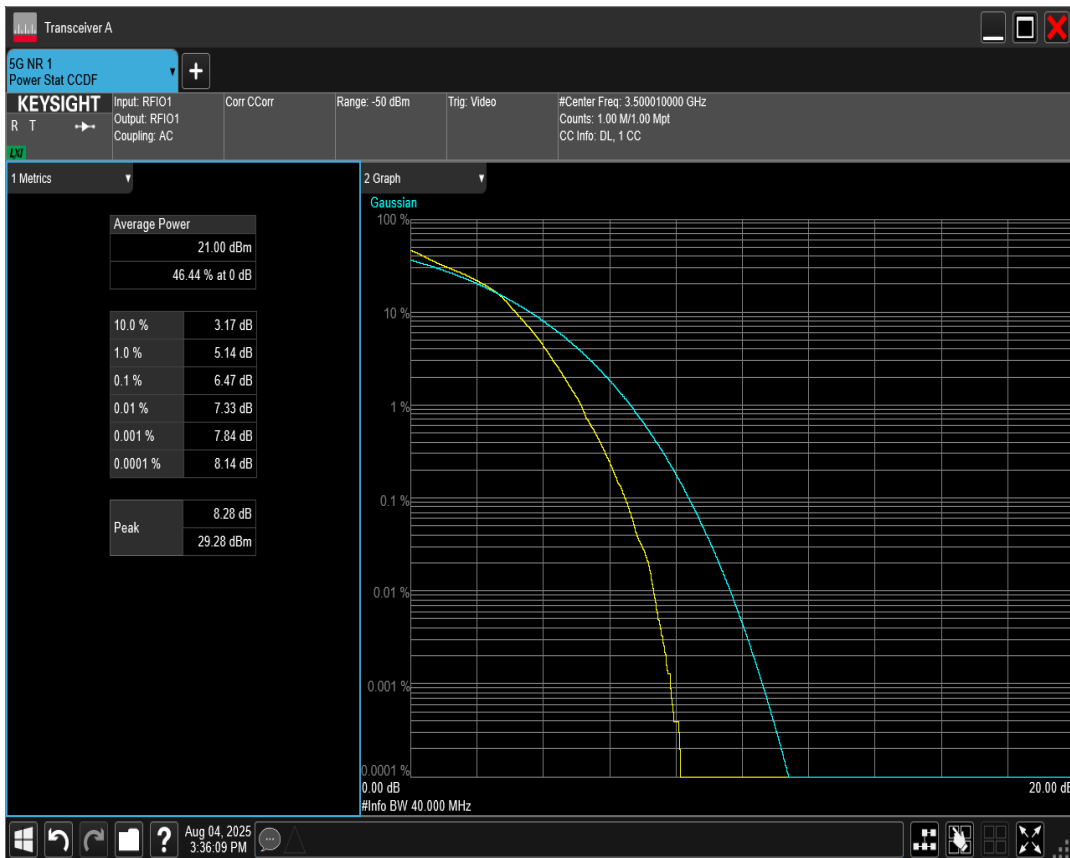 Transceiver A
5G NR 1
Power Stat CCDF
KEYSIGHT
R T
LXI
Input: RFIO1
Output: RFIO1
Coupling: AC
Corr CCorr
Range: -50 dBm
Trig: Video
#Center Freq: 3.500010000 GHz
Counts: 1.00 M/1.00 Mpt
CC Info: DL, 1 CC
1 Metrics
Average Power
21.00 dBm
46.44 % at 0 dB
10.0 % 3.17 dB
1.0 % 5.14 dB
0.1 % 6.47 dB
0.01 % 7.33 dB
0.001 % 7.84 dB
0.0001 % 8.14 dB
Peak
8.28 dB
29.28 dBm
2 Graph
Gaussian
100 %
10 %
1 %
0.1 %
0.01 %
0.001 %
0.0001 %
0.00 dB
20.00 dB
#Info BW 40.000 MHz
?
Aug 04, 2025
3:36:09 PM